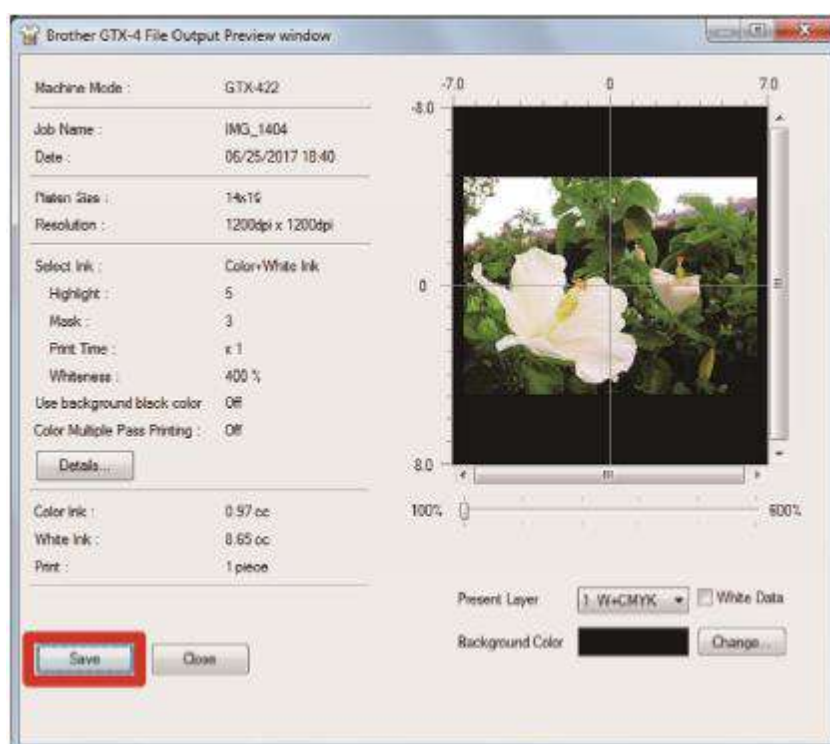 Brother GTX-4 File Output Preview window
Machine Mode : GTX-422
Job Name : IMG_1404
Date : 06/25/2017 18:40
Platen Size : 14x16
Resolution : 1200dpi x 1200dpi
Select Ink : Color+White Ink
Highlight : 5
Mask : 3
Print Time : x 1
Whiteness : 400 %
Use background black color Off
Color Multiple Pass Printing : Off
Details...
Color Ink : 0.97 cc
White Ink : 8.65 cc
Print : 1 piece
Save
Close
-7.0 0 7.0
-8.0
0
8.0
100% 600%
Present Layer 1 W+CMYK White Data
Background Color Change...